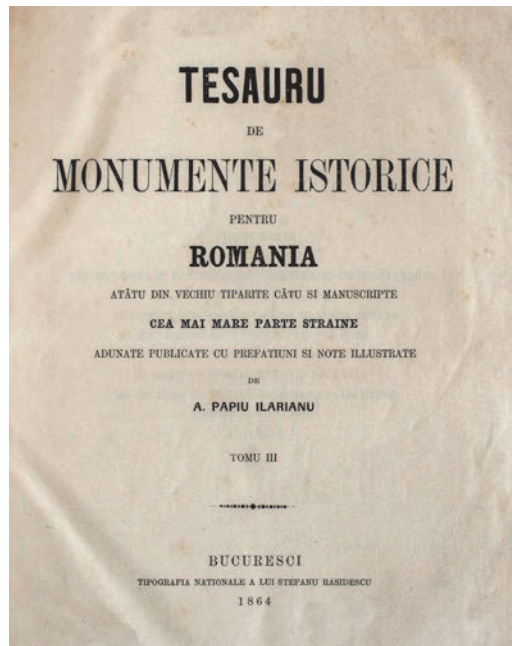 TESAURU
DE
MONUMENTE ISTORICE
PENTRU
ROMANIA
ATÂTU DIN VECHIU TIPARITE CÂTU SI MANUSCRIPTE
CEA MAI MARE PARTE STRAINE
ADUNATE PUBLICATE CU PREFATIUNI SI NOTE ILLUSTRATE
DE
A. PAPIU ILARIANU
TOMU III
BUCURESCI
TIPOGRAFIA NATIONALE A LUI STEFANU RASIDESCU
1864